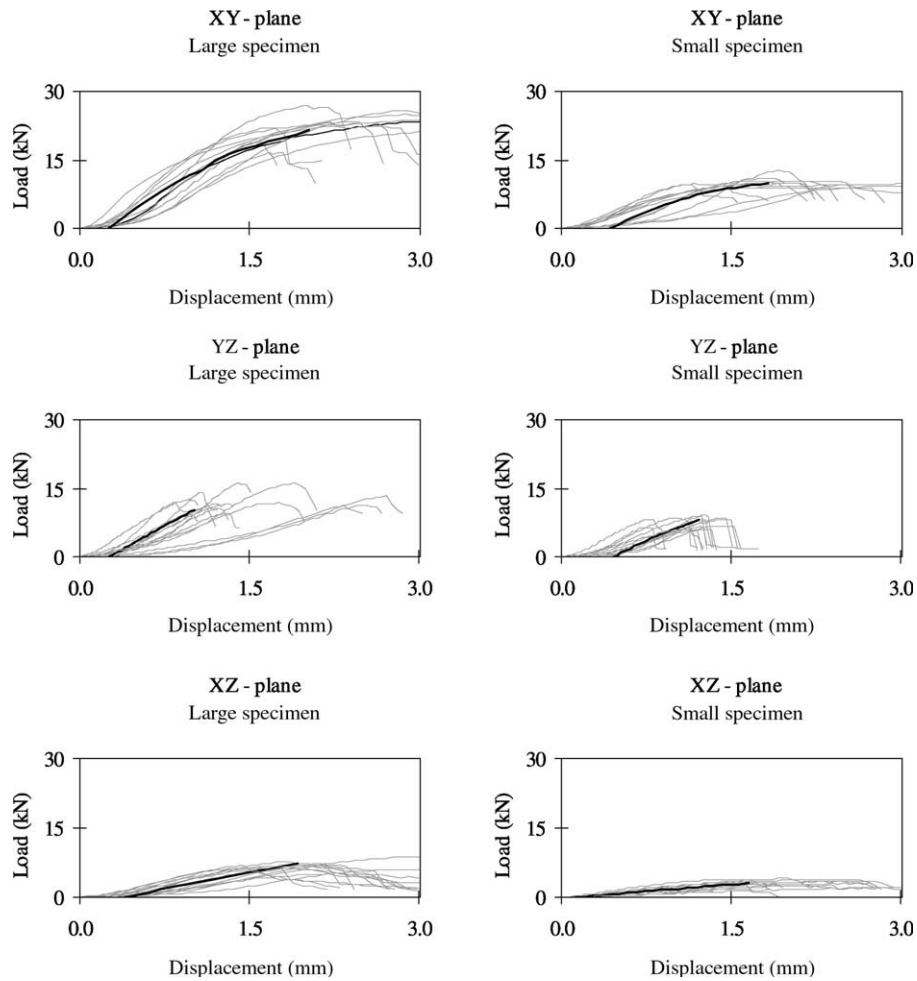 XY - plane
Large specimen
30
15
0
Load (kN)
0.0 1.5 3.0
Displacement (mm)
XY - plane
Small specimen
30
15
0
Load (kN)
0.0 1.5 3.0
Displacement (mm)
YZ - plane
Large specimen
30
15
0
Load (kN)
0.0 1.5 3.0
Displacement (mm)
YZ - plane
Small specimen
30
15
0
Load (kN)
0.0 1.5 3.0
Displacement (mm)
XZ - plane
Large specimen
30
15
0
Load (kN)
0.0 1.5 3.0
Displacement (mm)
XZ - plane
Small specimen
30
15
0
Load (kN)
0.0 1.5 3.0
Displacement (mm)